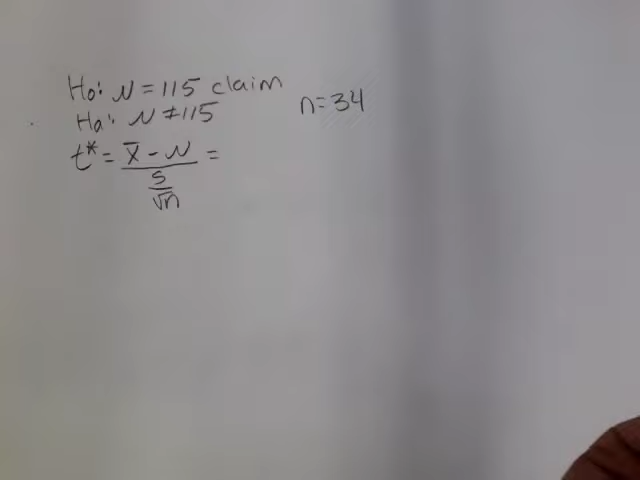 Ho: μ = 115 claim
n = 34
Ha: μ ≠ 115
t* = x̄ - μ / s/√n =